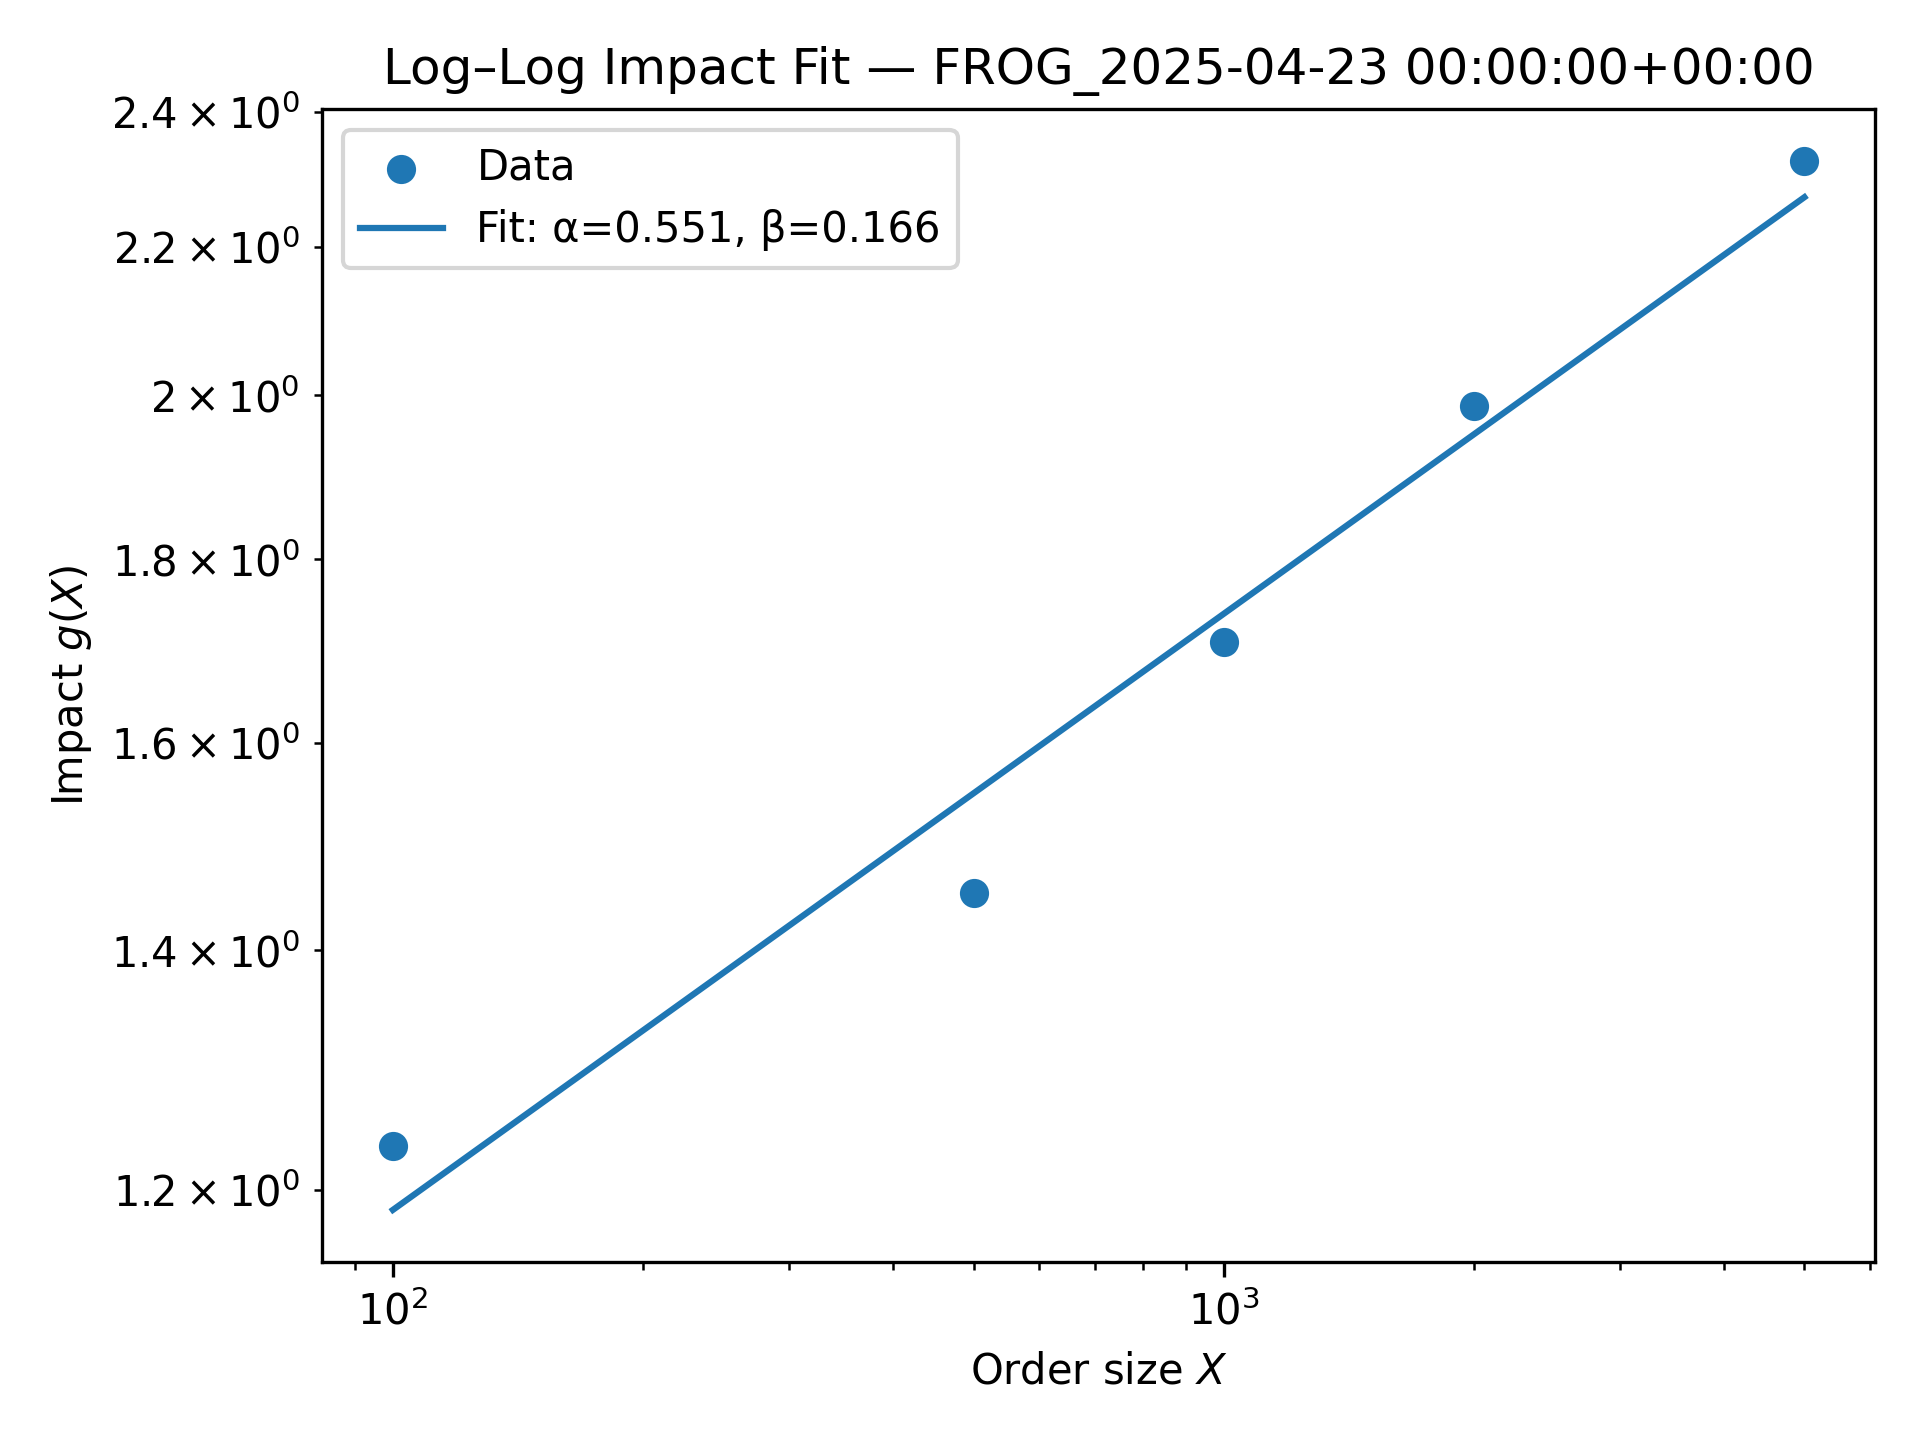 Log–Log Impact Fit — FROG_2025-04-23 00:00:00+00:00
Data
Fit: α=0.551, β=0.166
2.4 × 10⁰
2.2 × 10⁰
2 × 10⁰
1.8 × 10⁰
1.6 × 10⁰
1.4 × 10⁰
1.2 × 10⁰
Impact g(X)
10² 10³
Order size X